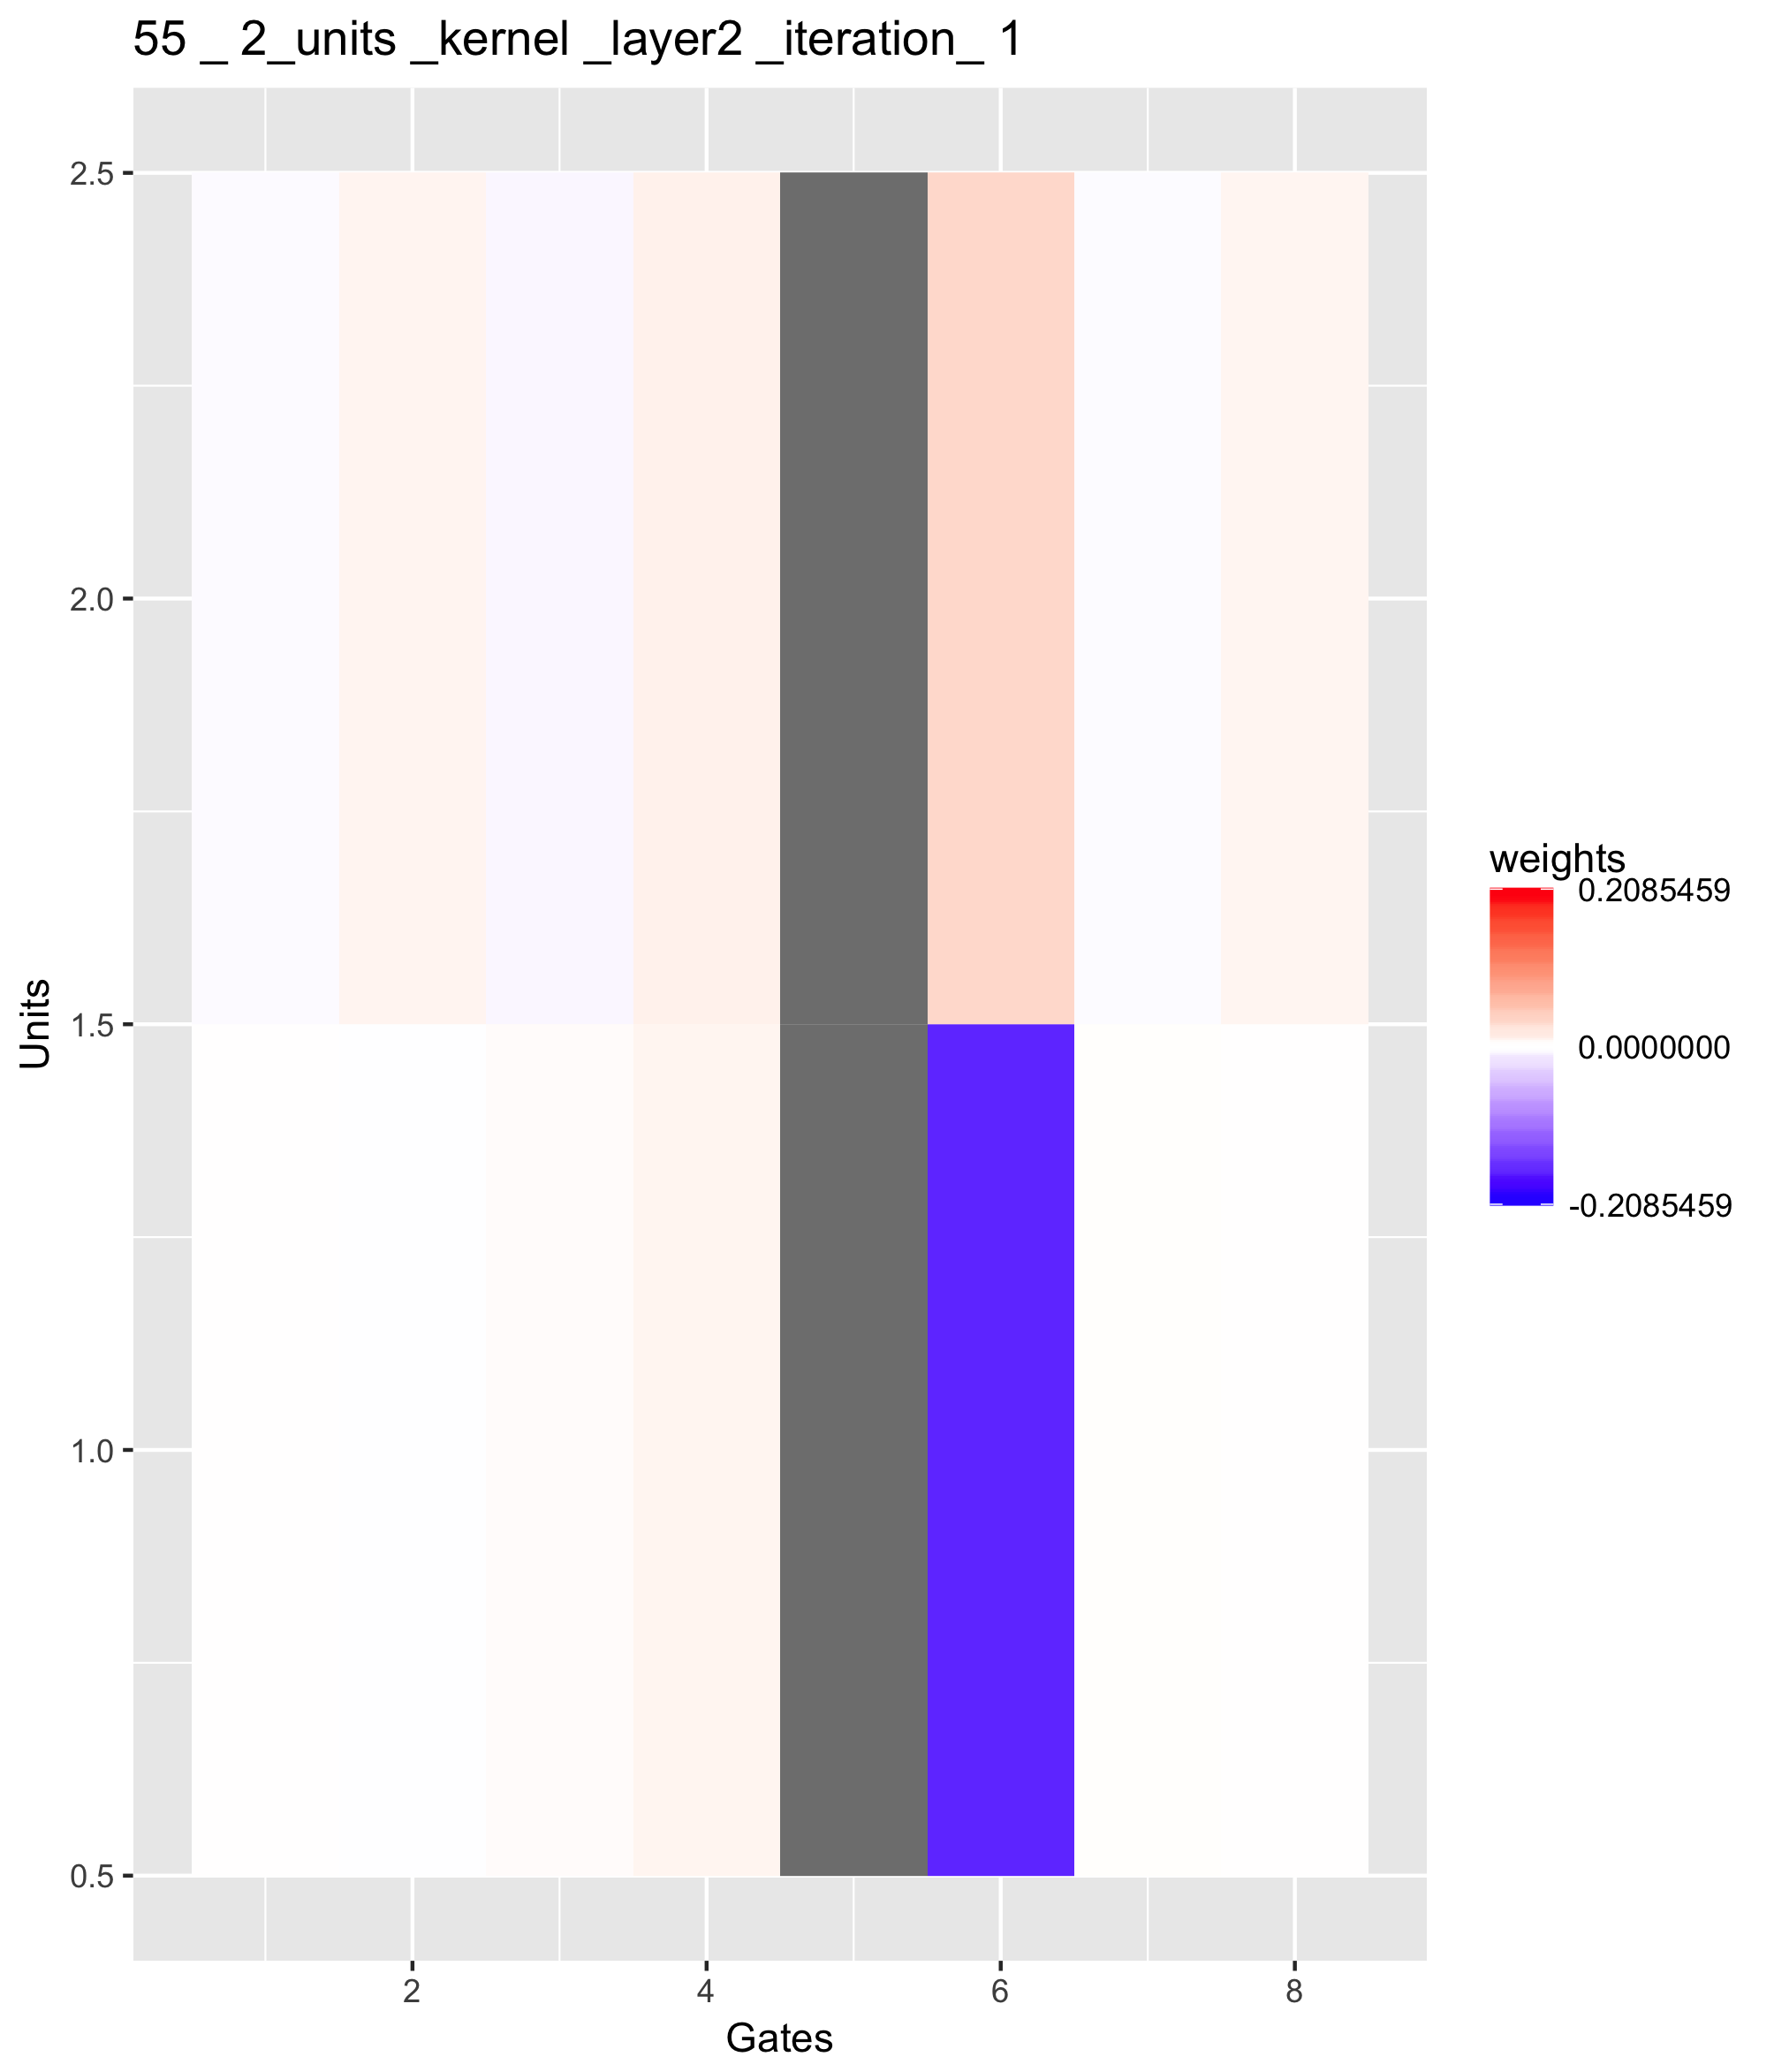 55 _ 2_units _kernel _layer2 _iteration_ 1
2.5
2.0
1.5
1.0
0.5
Units
2 4 6 8
Gates
weights
0.2085459
0.0000000
-0.2085459